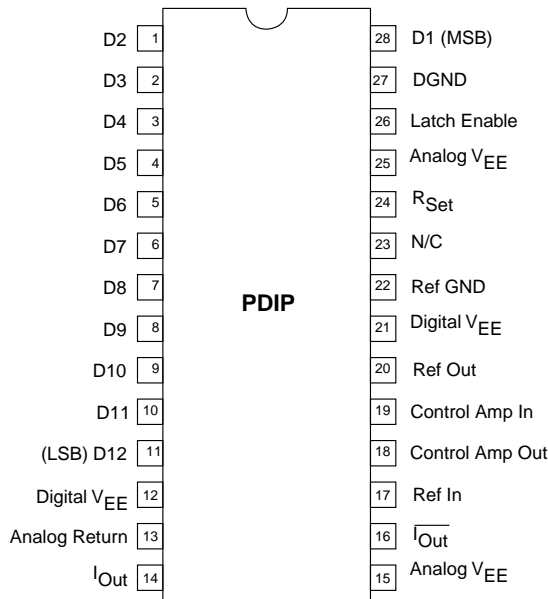 D2 1 28 D1 (MSB)
D3 2 27 DGND
D4 3 26 Latch Enable
D5 4 25 Analog VEE
D6 5 24 RSet
D7 6 23 N/C
D8 7 22 Ref GND
PDIP
D9 8 21 Digital VEE
D10 9 20 Ref Out
D11 10 19 Control Amp In
(LSB) D12 11 18 Control Amp Out
Digital VEE 12 17 Ref In
Analog Return 13 16 IOut
IOut 14 15 Analog VEE